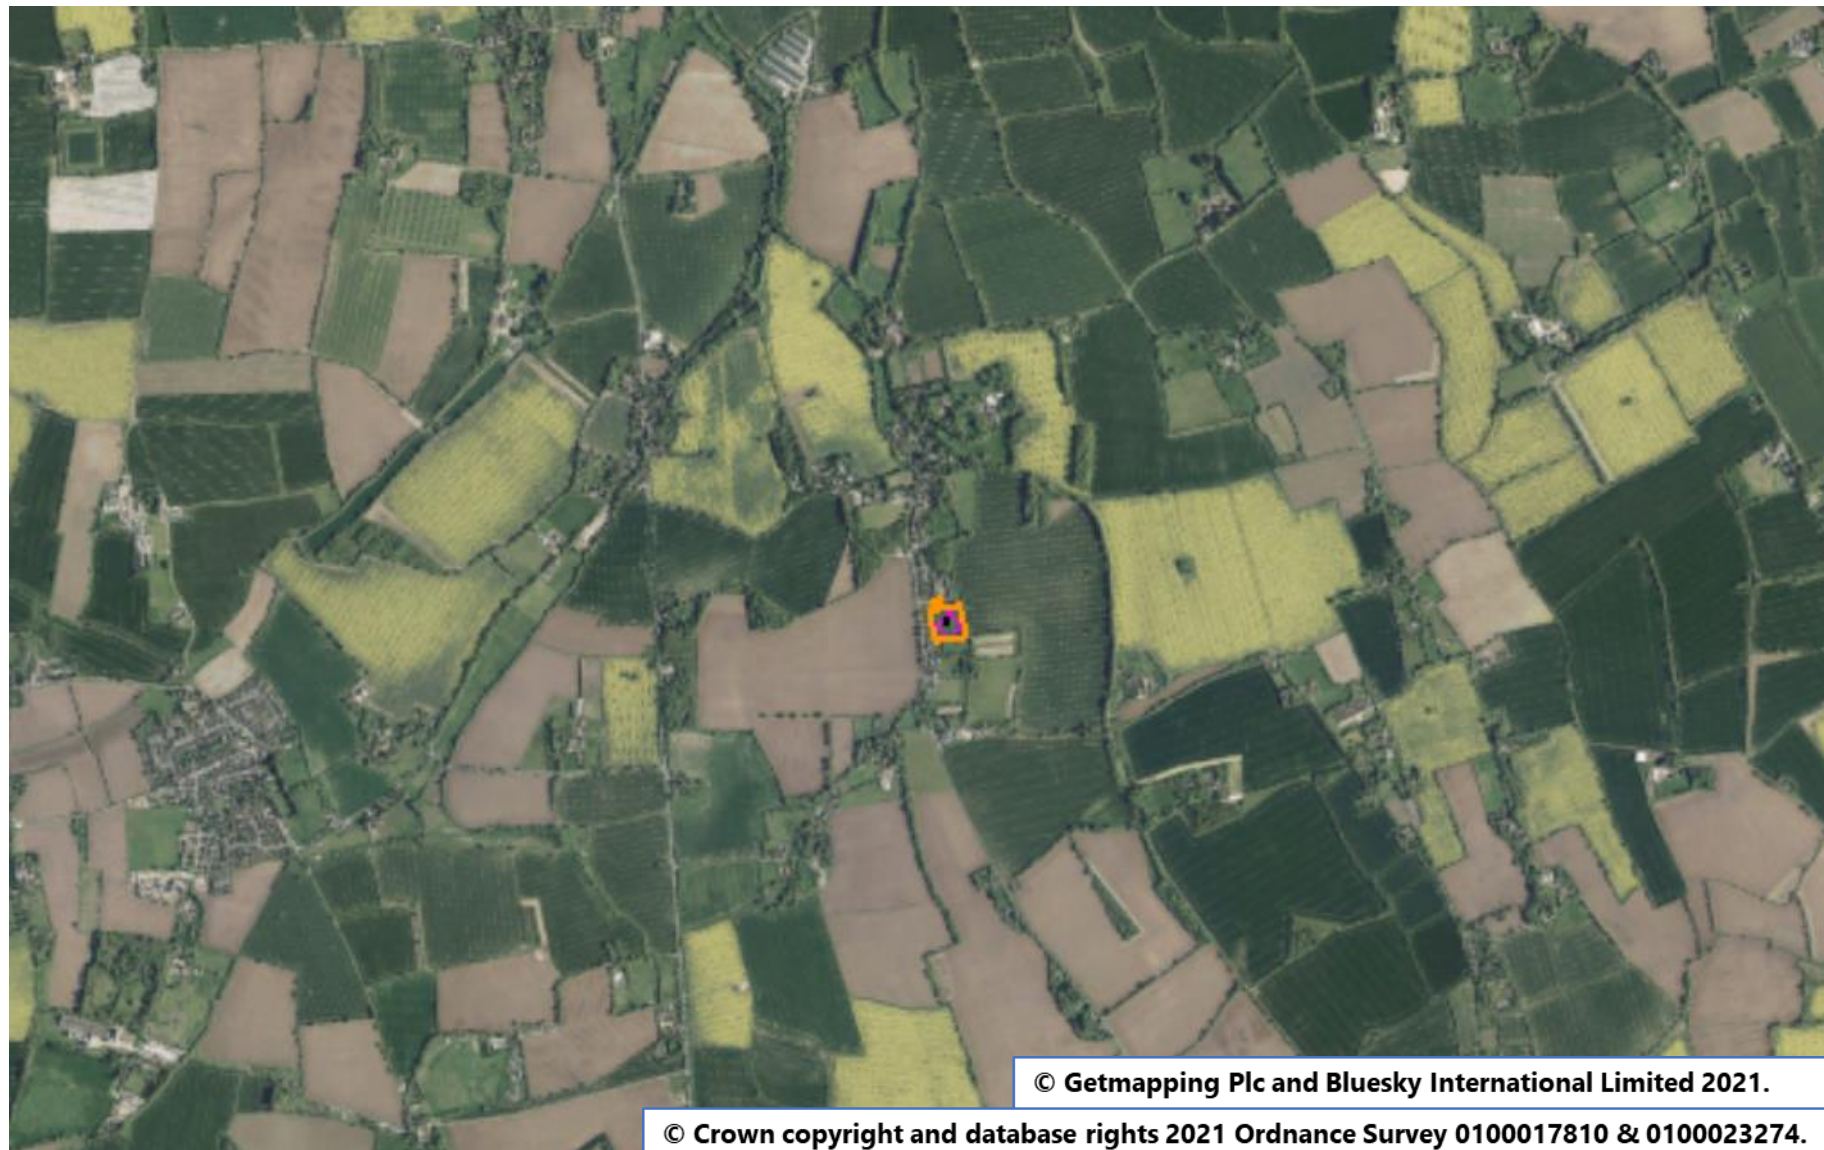 © Getmapping Plc and Bluesky International Limited 2021.
© Crown copyright and database rights 2021 Ordnance Survey 0100017810 & 0100023274.